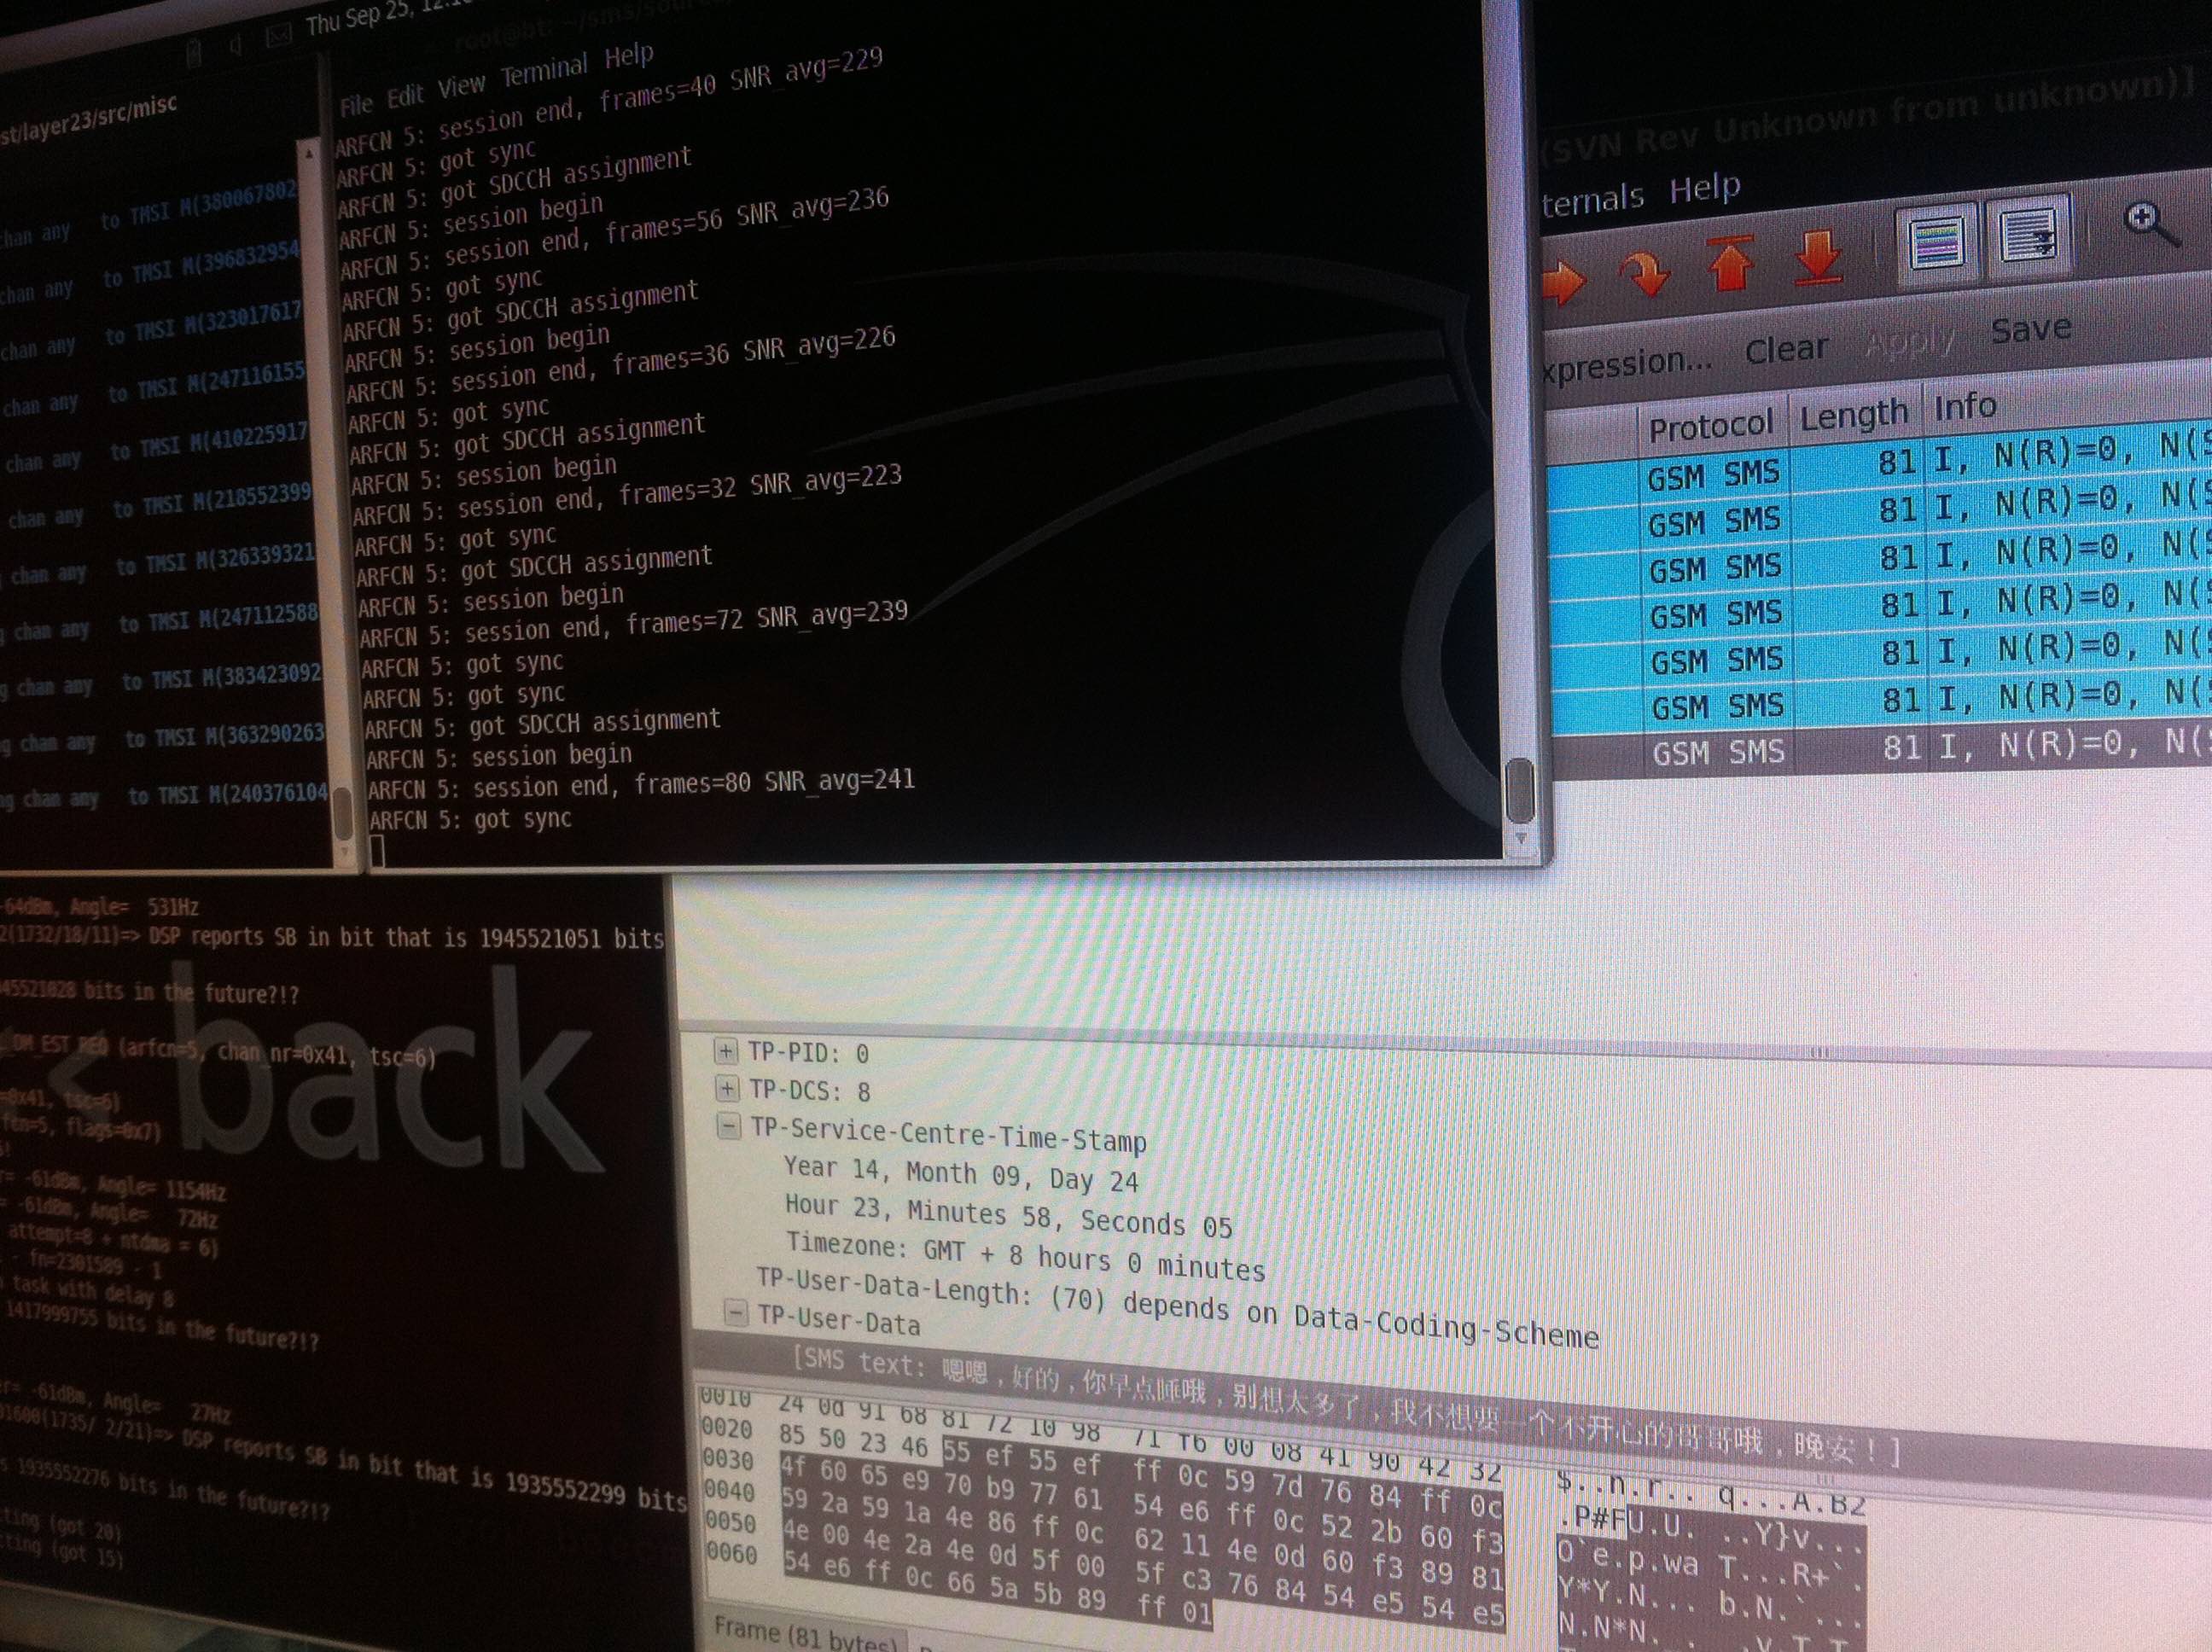 Thu Sep 25, 12:1
root@bt: ~/sms/sour
st/layer23/src/misc
chan any to TMSI M(380067802
chan any to TMSI M(396832954
chan any to TMSI M(323017617
chan any to TMSI M(247116155
chan any to TMSI M(410225917
chan any to TMSI M(218552399
chan any to TMSI M(326339321
g chan any to TMSI M(247112588
g chan any to TMSI M(383423092
g chan any to TMSI M(363290263
ng chan any to TMSI M(240376104
File Edit View Terminal Help
ARFCN 5: session end, frames=40 SNR_avg=229
ARFCN 5: got sync
ARFCN 5: got SDCCH assignment
ARFCN 5: session begin
ARFCN 5: session end, frames=56 SNR_avg=236
ARFCN 5: got sync
ARFCN 5: got SDCCH assignment
ARFCN 5: session begin
ARFCN 5: session end, frames=36 SNR_avg=226
ARFCN 5: got sync
ARFCN 5: got SDCCH assignment
ARFCN 5: session begin
ARFCN 5: session end, frames=32 SNR_avg=223
ARFCN 5: got sync
ARFCN 5: got SDCCH assignment
ARFCN 5: session begin
ARFCN 5: session end, frames=72 SNR_avg=239
ARFCN 5: got sync
ARFCN 5: got sync
ARFCN 5: got SDCCH assignment
ARFCN 5: session begin
ARFCN 5: session end, frames=80 SNR_avg=241
ARFCN 5: got sync
(SVN Rev Unknown from unknown)]
ternals Help
xpression... Clear Apply Save
Protocol Length Info
GSM SMS 81 I, N(R)=0, N(S
GSM SMS 81 I, N(R)=0, N(S
GSM SMS 81 I, N(R)=0, N(S
GSM SMS 81 I, N(R)=0, N(S
GSM SMS 81 I, N(R)=0, N(S
GSM SMS 81 I, N(R)=0, N(S
GSM SMS 81 I, N(R)=0, N(S
-64dBm, Angle= 531Hz
2(1732/18/11)=> DSP reports SB in bit that is 1945521051 bits
45521028 bits in the future?!?
DM_EST_REQ (arfcn=5, chan_nr=0x41, tsc=6)
=0x41, tsc=6)
fcn=5, flags=0x7)
r= -61dBm, Angle= 1154Hz
= -61dBm, Angle= 72Hz
attempt=8 + ntdma = 6)
- fn=2301589 - 1
task with delay 8
1417999755 bits in the future?!?
r= -61dBm, Angle= 27Hz
01600(1735/ 2/21)=> DSP reports SB in bit that is 1935552299 bits
s 1935552276 bits in the future?!?
ting (got 20)
ting (got 15)
< back
TP-PID: 0
TP-DCS: 8
TP-Service-Centre-Time-Stamp
Year 14, Month 09, Day 24
Hour 23, Minutes 58, Seconds 05
Timezone: GMT + 8 hours 0 minutes
TP-User-Data-Length: (70) depends on Data-Coding-Scheme
TP-User-Data
[SMS text: 嗯嗯，好的，你早点睡哦，别想太多了，我不想要一个不开心的哥哥哦，晚安！]
0010 24 0d 91 68 81 72 10 98 71 f6 00 08 41 90 42 32 $..h.r.. q...A.B2
0020 85 50 23 46 55 ef 55 ef ff 0c 59 7d 76 84 ff 0c .P#FU.U. ..Y}v...
0030 4f 60 65 e9 70 b9 77 61 54 e6 ff 0c 52 2b 60 f3 O`e.p.wa T...R+`.
0040 59 2a 59 1a 4e 86 ff 0c 62 11 4e 0d 60 f3 89 81 Y*Y.N... b.N.`...
0050 4e 00 4e 2a 4e 0d 5f 00 5f c3 76 84 54 e5 54 e5 N.N*N._. _.v.T.T.
0060 54 e6 ff 0c 66 5a 5b 89 ff 01
Frame (81 bytes)